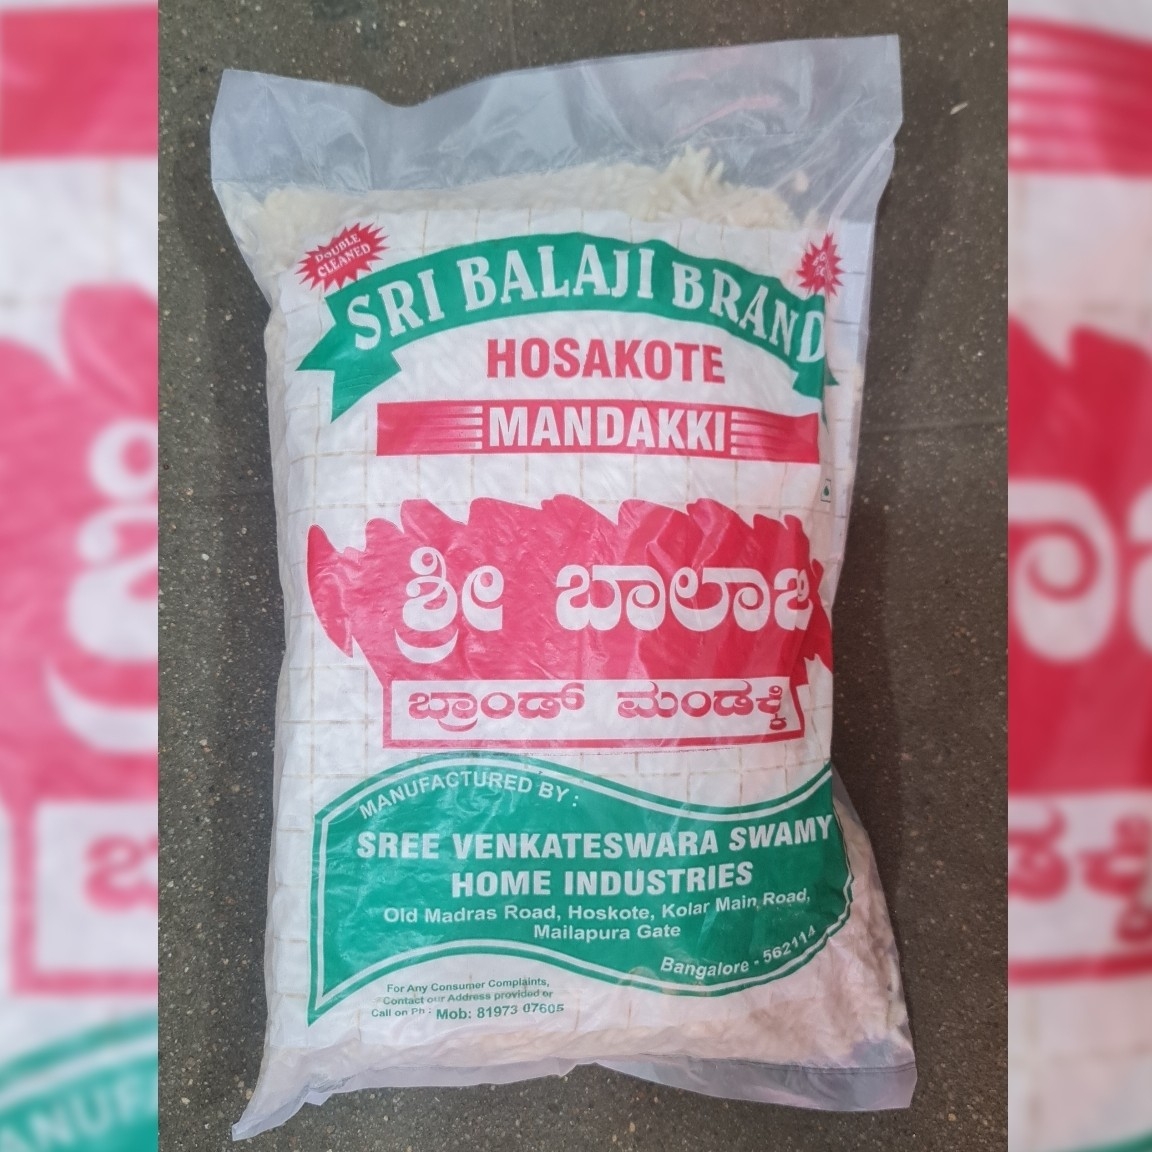 DOUBLE
CLEANED
SRI BALAJI BRAND
HOSAKOTE
MANDAKKI
ಶ್ರೀ ಬಾಲಾಜಿ
ಬ್ರಾಂಡ್ ಮಂಡಕ್ಕಿ
MANUFACTURED BY :
SREE VENKATESWARA SWAMY
HOME INDUSTRIES
Old Madras Road, Hoskote, Kolar Main Road,
Mailapura Gate
Bangalore - 562114
For Any Consumer Complaints,
Contact our Address provided or
Call on Ph : Mob: 81973 07605